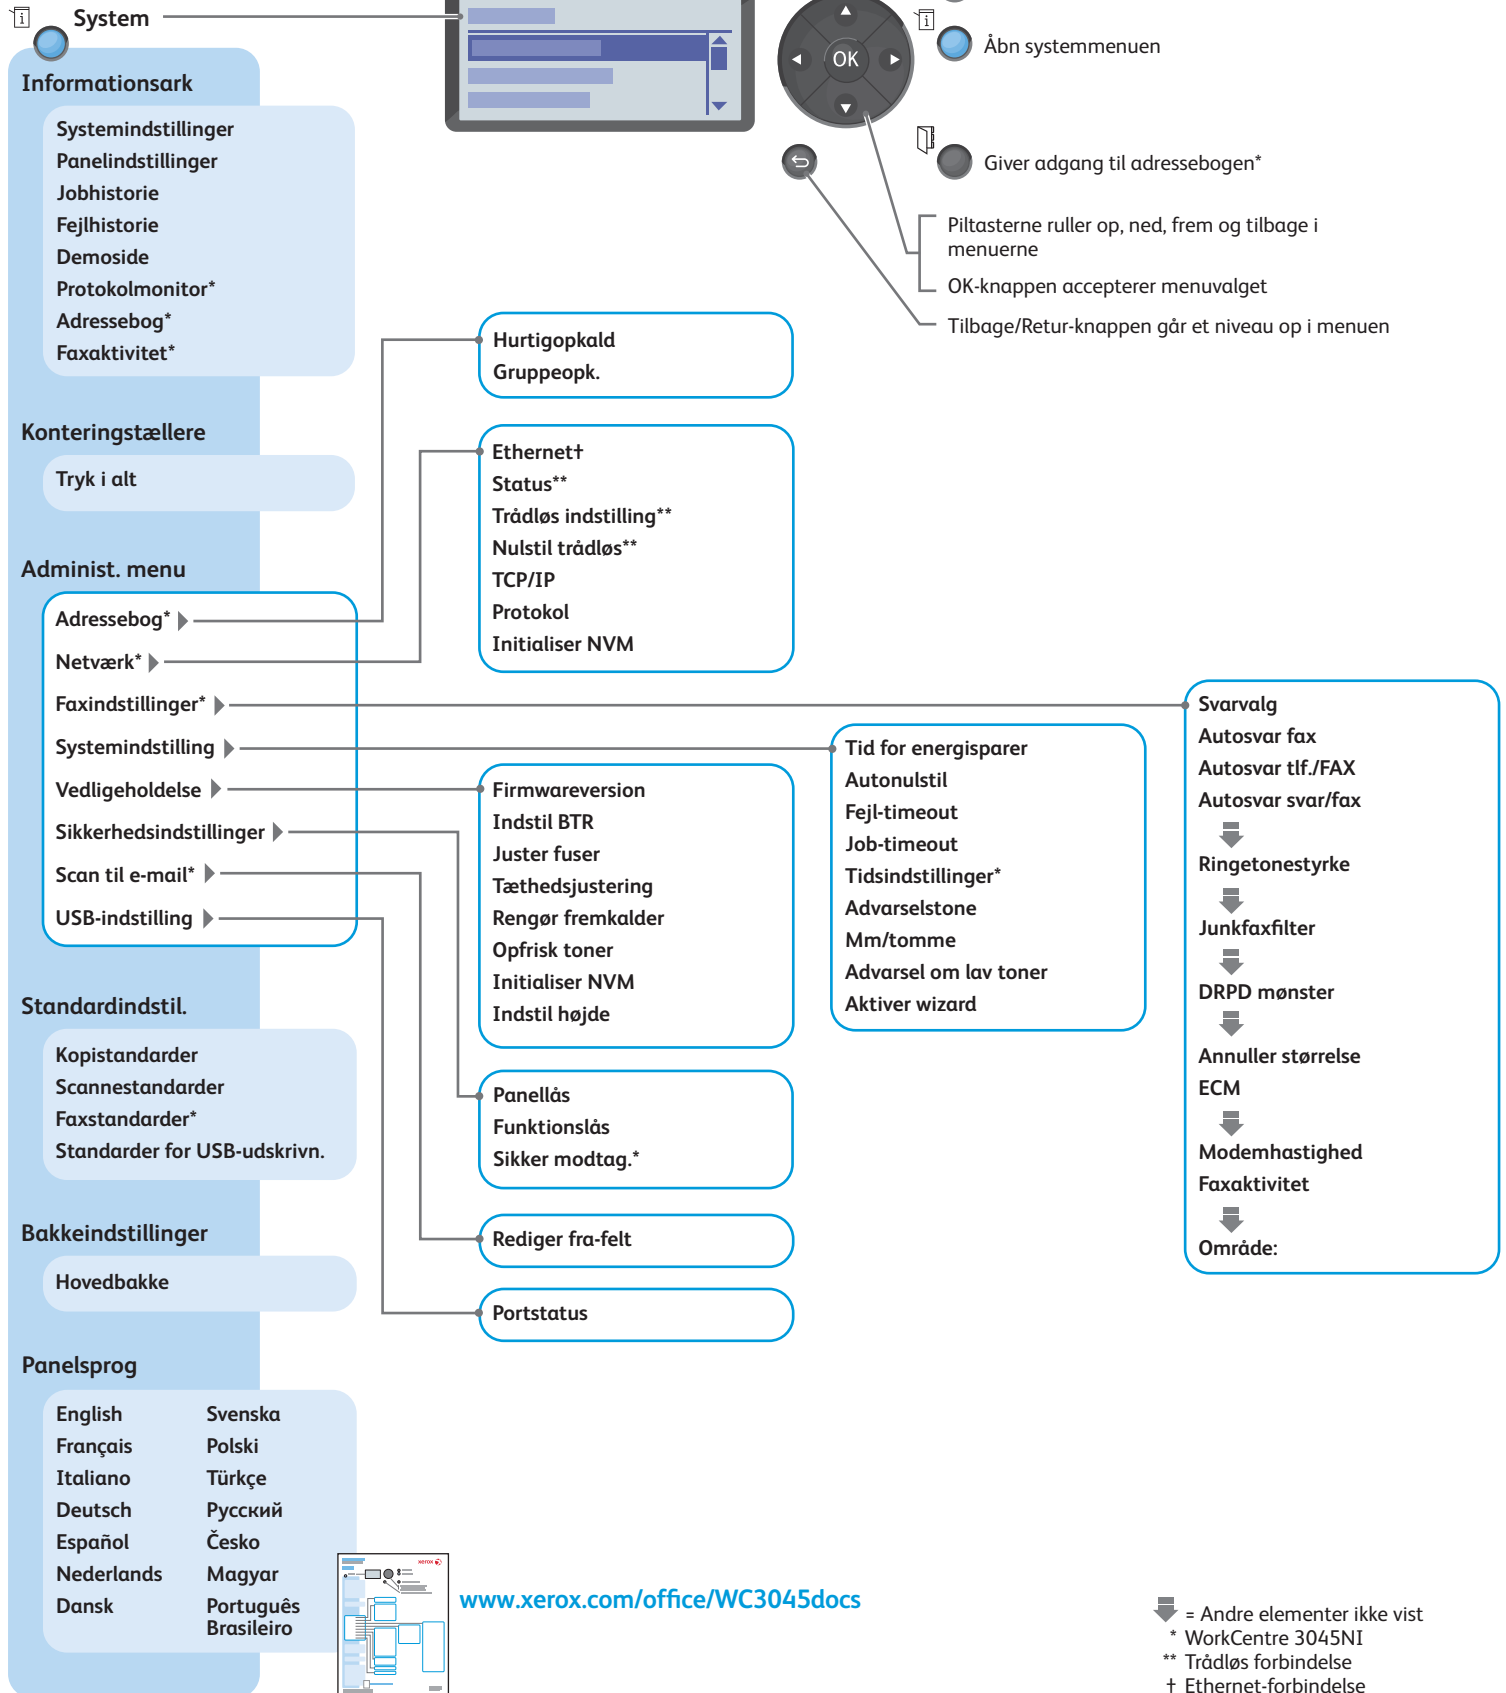 System
Åbn systemmenuen
Giver adgang til adressebogen*
Piltasterne ruller op, ned, frem og tilbage i
menuerne
OK-knappen accepterer menuvalget
Tilbage/Retur-knappen går et niveau op i menuen
OK
Informationsark
Systemindstillinger
Panelindstillinger
Jobhistorie
Fejlhistorie
Demoside
Protokolmonitor*
Adressebog*
Faxaktivitet*
Konteringstællere
Tryk i alt
Administ. menu
Adressebog*
Netværk*
Faxindstillinger*
Systemindstilling
Vedligeholdelse
Sikkerhedsindstillinger
Scan til e-mail*
USB-indstilling
Standardindstil.
Kopistandarder
Scannestandarder
Faxstandarder*
Standarder for USB-udskrivn.
Bakkeindstillinger
Hovedbakke
Panelsprog
English
Français
Italiano
Deutsch
Español
Nederlands
Dansk
Svenska
Polski
Türkçe
Русский
Česko
Magyar
Português
Brasileiro
Hurtigopkald
Gruppeopk.
Ethernet†
Status**
Trådløs indstilling**
Nulstil trådløs**
TCP/IP
Protokol
Initialiser NVM
Firmwareversion
Indstil BTR
Juster fuser
Tæthedsjustering
Rengør fremkalder
Opfrisk toner
Initialiser NVM
Indstil højde
Panellås
Funktionslås
Sikker modtag.*
Rediger fra-felt
Portstatus
Tid for energisparer
Autonulstil
Fejl-timeout
Job-timeout
Tidsindstillinger*
Advarselstone
Mm/tomme
Advarsel om lav toner
Aktiver wizard
Svarvalg
Autosvar fax
Autosvar tlf./FAX
Autosvar svar/fax
Ringetonestyrke
Junkfaxfilter
DRPD mønster
Annuller størrelse
ECM
Modemhastighed
Faxaktivitet
Område:
xerox
www.xerox.com/office/WC3045docs
= Andre elementer ikke vist
* WorkCentre 3045NI
** Trådløs forbindelse
† Ethernet-forbindelse